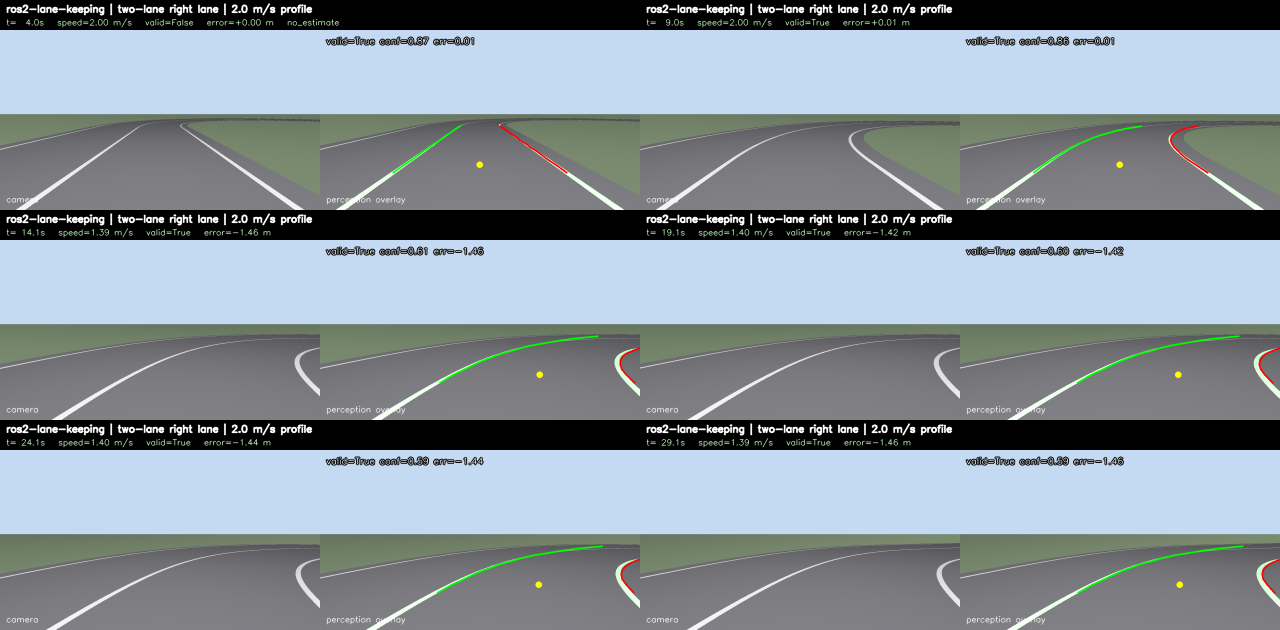 ros2-lane-keeping | two-lane right lane | 2.0 m/s profile
t= 4.0s speed=2.00 m/s valid=False error=+0.00 m no_estimate
valid=True conf=0.87 err=0.01
camera
perception overlay
ros2-lane-keeping | two-lane right lane | 2.0 m/s profile
t= 9.0s speed=2.00 m/s valid=True error=+0.01 m
valid=True conf=0.86 err=0.01
camera
perception overlay
ros2-lane-keeping | two-lane right lane | 2.0 m/s profile
t= 14.1s speed=1.39 m/s valid=True error=-1.46 m
valid=True conf=0.61 err=-1.46
camera
perception overlay
ros2-lane-keeping | two-lane right lane | 2.0 m/s profile
t= 19.1s speed=1.40 m/s valid=True error=-1.42 m
valid=True conf=0.60 err=-1.42
camera
perception overlay
ros2-lane-keeping | two-lane right lane | 2.0 m/s profile
t= 24.1s speed=1.40 m/s valid=True error=-1.44 m
valid=True conf=0.59 err=-1.44
camera
perception overlay
ros2-lane-keeping | two-lane right lane | 2.0 m/s profile
t= 29.1s speed=1.39 m/s valid=True error=-1.46 m
valid=True conf=0.59 err=-1.46
camera
perception overlay